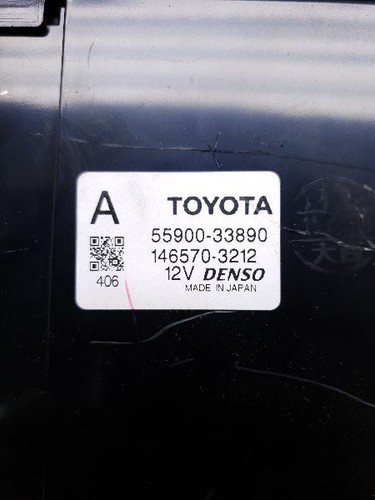 A TOYOTA
55900-33890
146570-3212
406 12V DENSO
MADE IN JAPAN